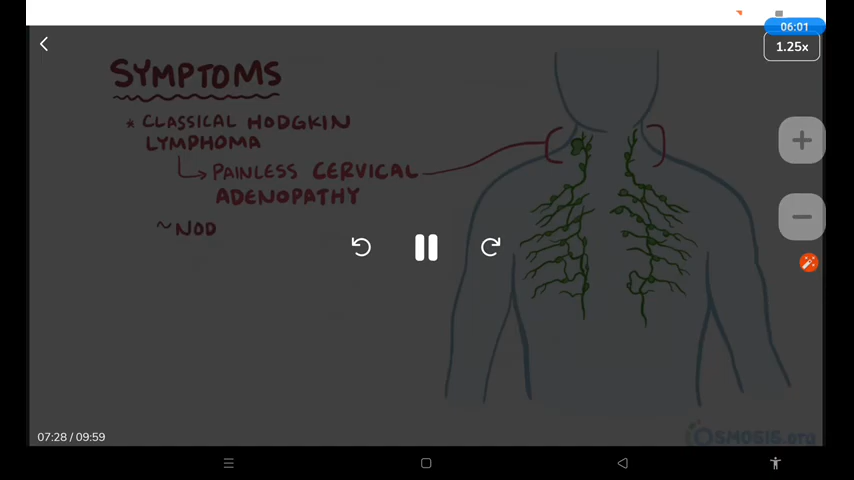 06:01
1.25x
SYMPTOMS
* CLASSICAL HODGKIN
LYMPHOMA
PAINLESS CERVICAL
ADENOPATHY
~NOD
07:28 / 09:59
OSMOSIS.org